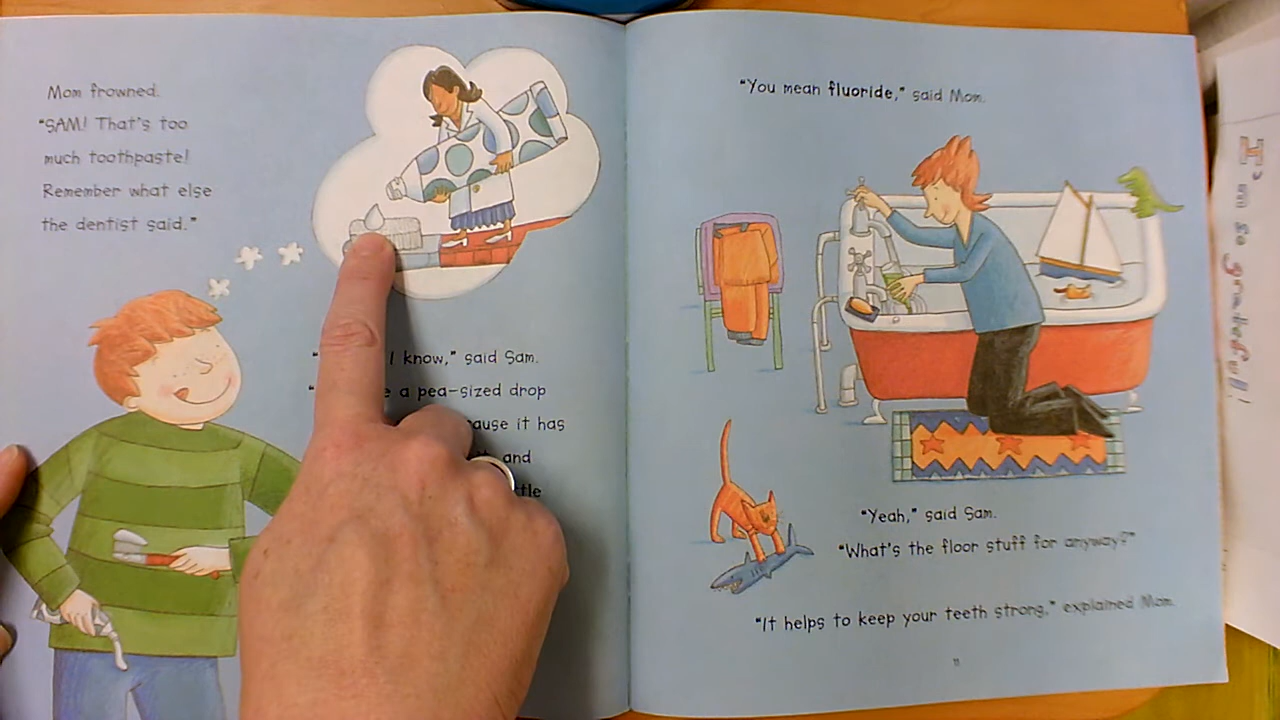 Mom frowned.
"SAM! That's too
much toothpaste!
Remember what else
the dentist said."
I know," said Sam.
a pea-sized drop
it has
and
"You mean fluoride," said Mom.
"Yeah," said Sam.
"What's the floor stuff for anyway?"
"It helps to keep your teeth strong," explained Mom.
11
I'm so grateful!